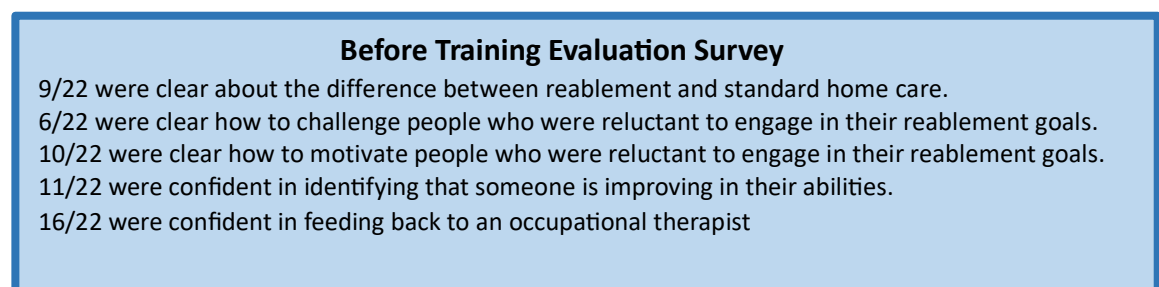 Before Training Evaluation Survey
9/22 were clear about the difference between reablement and standard home care.
6/22 were clear how to challenge people who were reluctant to engage in their reablement goals.
10/22 were clear how to motivate people who were reluctant to engage in their reablement goals.
11/22 were confident in identifying that someone is improving in their abilities.
16/22 were confident in feeding back to an occupational therapist